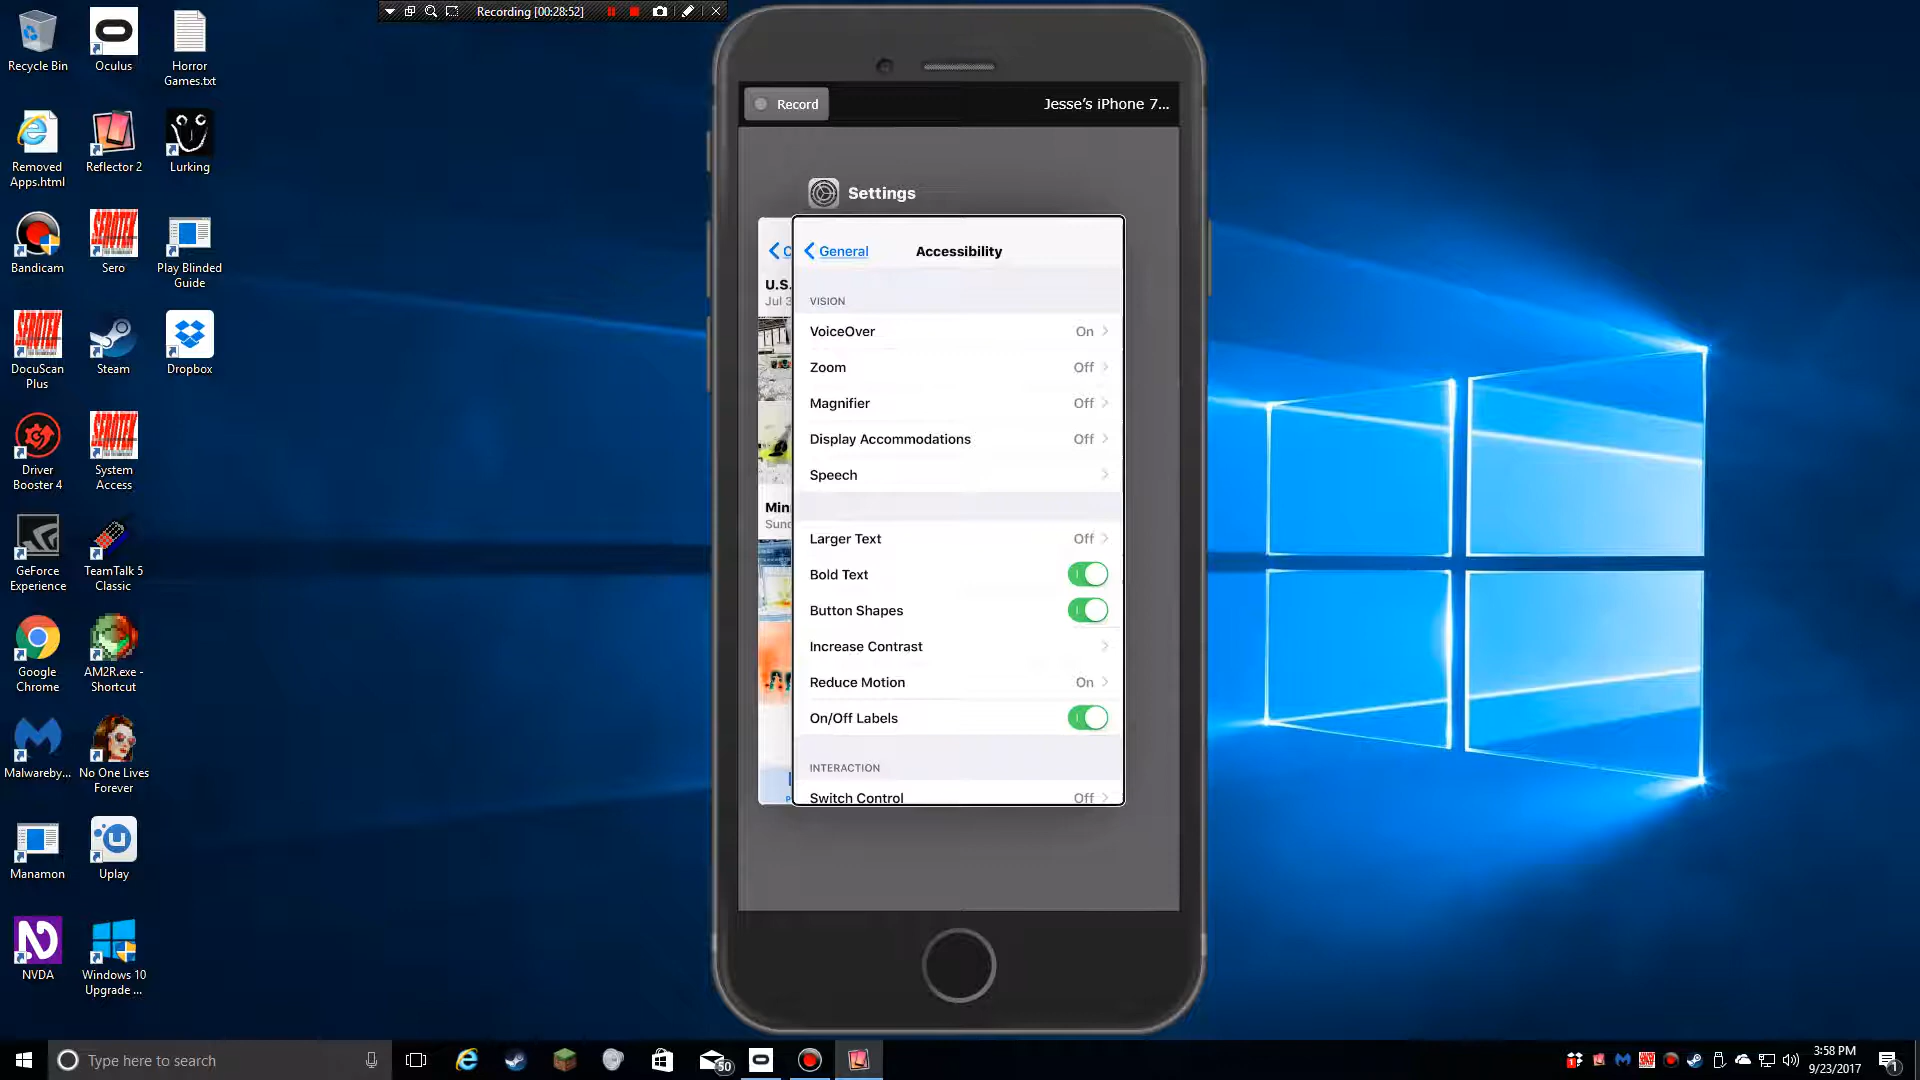 Recording [00:28:52]
Recycle Bin
Oculus
Horror
Games.txt
Removed
Apps.html
Reflector 2
Lurking
Bandicam
SEROTEK
Sero
Play Blinded
Guide
SEROTEK
DocuScan
Plus
Steam
Dropbox
Driver
Booster 4
SEROTEK
System
Access
GeForce
Experience
TeamTalk 5
Classic
Google
Chrome
AM2R.exe -
Shortcut
Malwareby...
No One Lives
Forever
Manamon
Uplay
NVDA
Windows 10
Upgrade ...
Record
Jesse's iPhone 7...
Settings
General
Accessibility
U.S.
Jul 3
Min
Sund
VISION
VoiceOver On
Zoom Off
Magnifier Off
Display Accommodations Off
Speech
Larger Text Off
Bold Text
Button Shapes
Increase Contrast
Reduce Motion On
On/Off Labels
INTERACTION
Switch Control Off
Type here to search
50
3:58 PM
9/23/2017
1